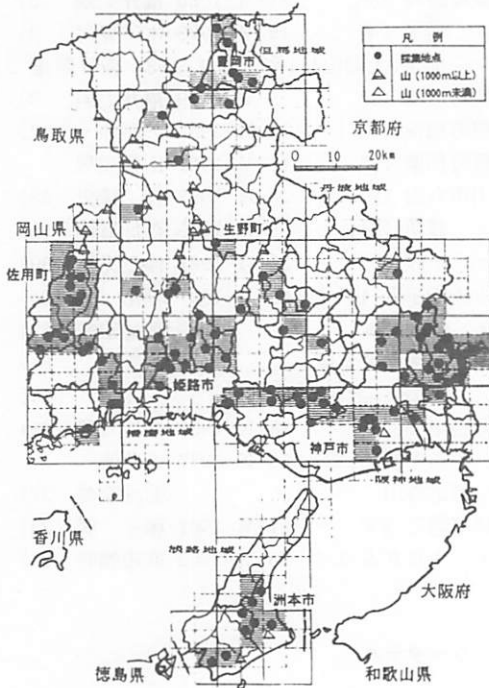 凡例
採集地点
山（1000m以上）
山（1000m未満）
但馬地域
豊岡市
鳥取県
京都府
0 10 20km
丹波地域
岡山県
生野町
佐用町
姫路市
播磨地域
神戸市
阪神地域
香川県
淡路地域
洲本市
大阪府
徳島県
和歌山県